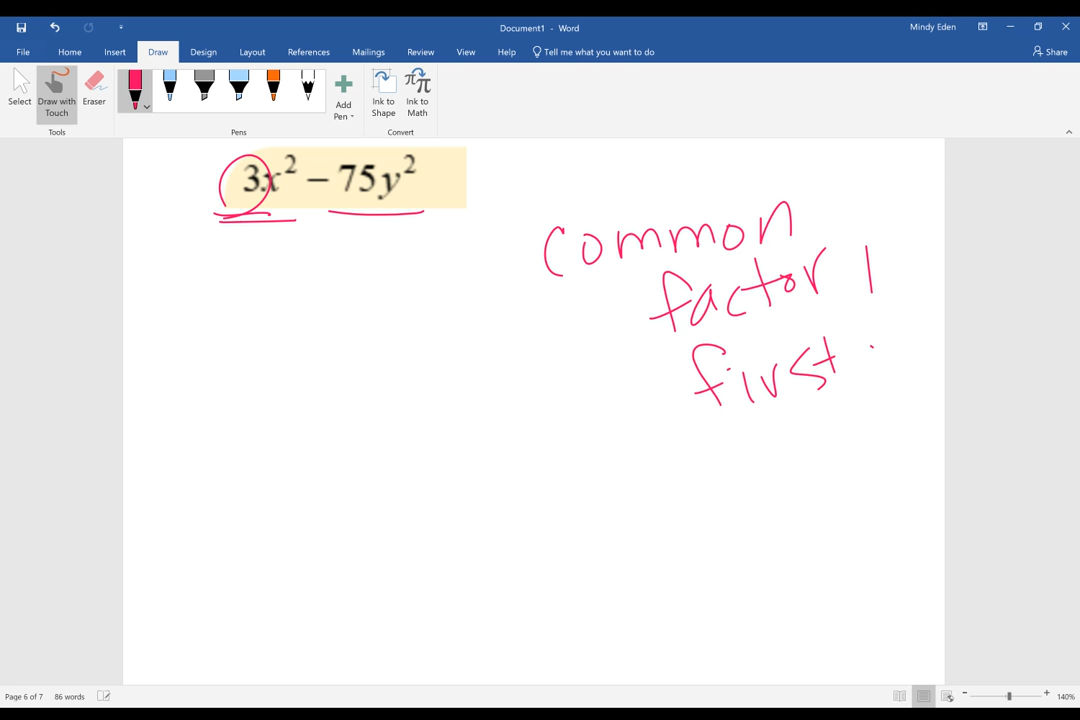 Document1 - Word
Mindy Eden
File Home Insert Draw Design Layout References Mailings Review View Help Tell me what you want to do Share
Select
Draw with Touch
Eraser
Add Pen
Ink to Shape
Ink to Math
Tools
Pens
Convert
3x² − 75y²
common
factor !
first
Page 6 of 7 86 words
140%